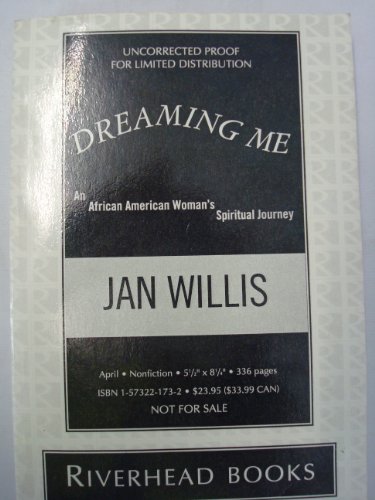 UNCORRECTED PROOF
FOR LIMITED DISTRIBUTION
DREAMING ME
An
African American Woman's
Spiritual Journey
JAN WILLIS
April • Nonfiction • 5½" x 8¼" • 336 pages
ISBN 1-57322-173-2 • $23.95 ($33.99 CAN)
NOT FOR SALE
RIVERHEAD BOOKS